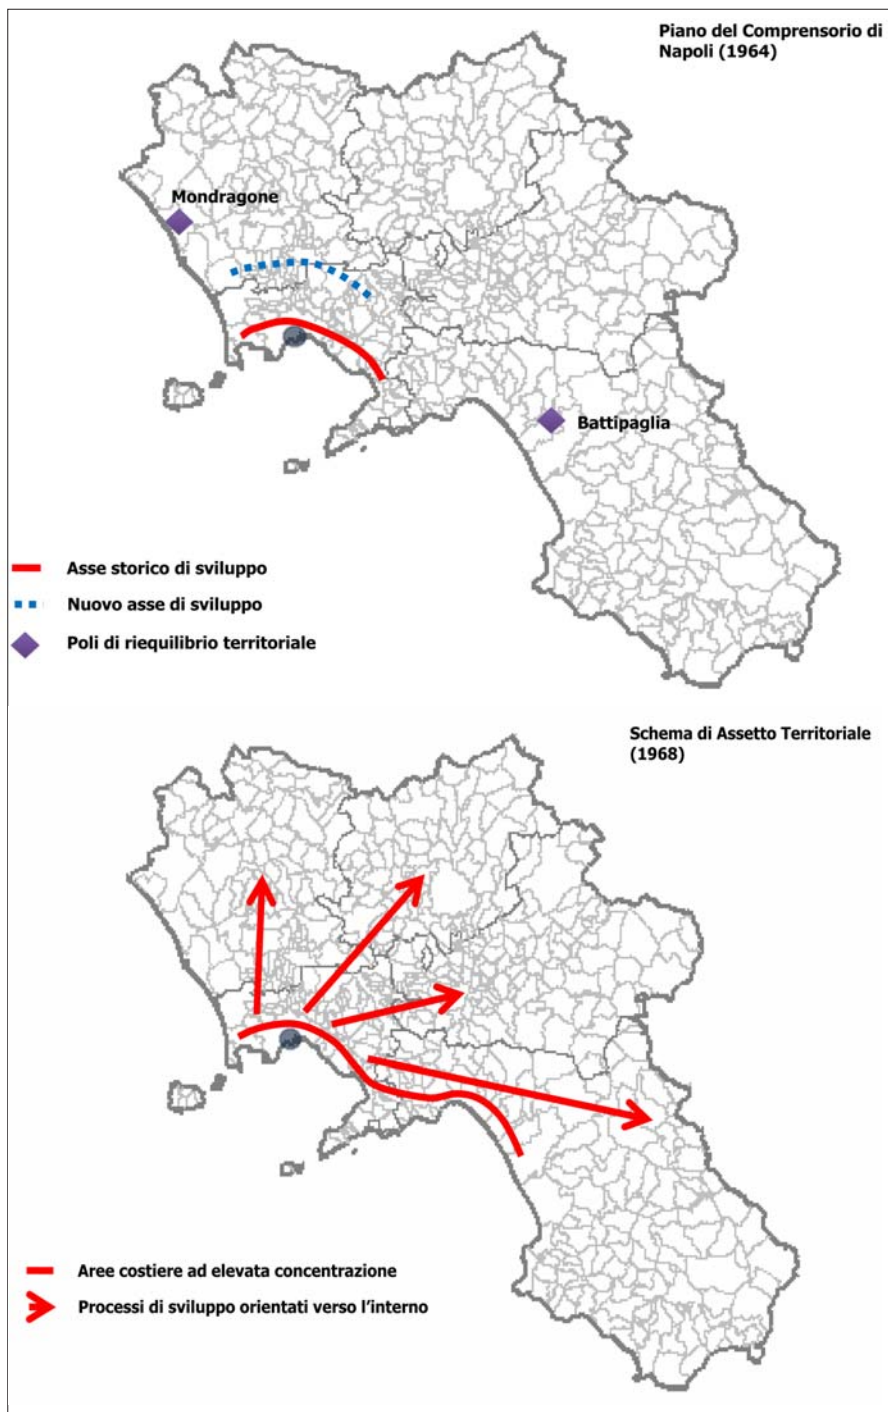 Piano del Comprensorio di
Napoli (1964)
Mondragone
Battipaglia
Asse storico di sviluppo
Nuovo asse di sviluppo
Poli di riequilibrio territoriale
Schema di Assetto Territoriale
(1968)
Aree costiere ad elevata concentrazione
Processi di sviluppo orientati verso l'interno